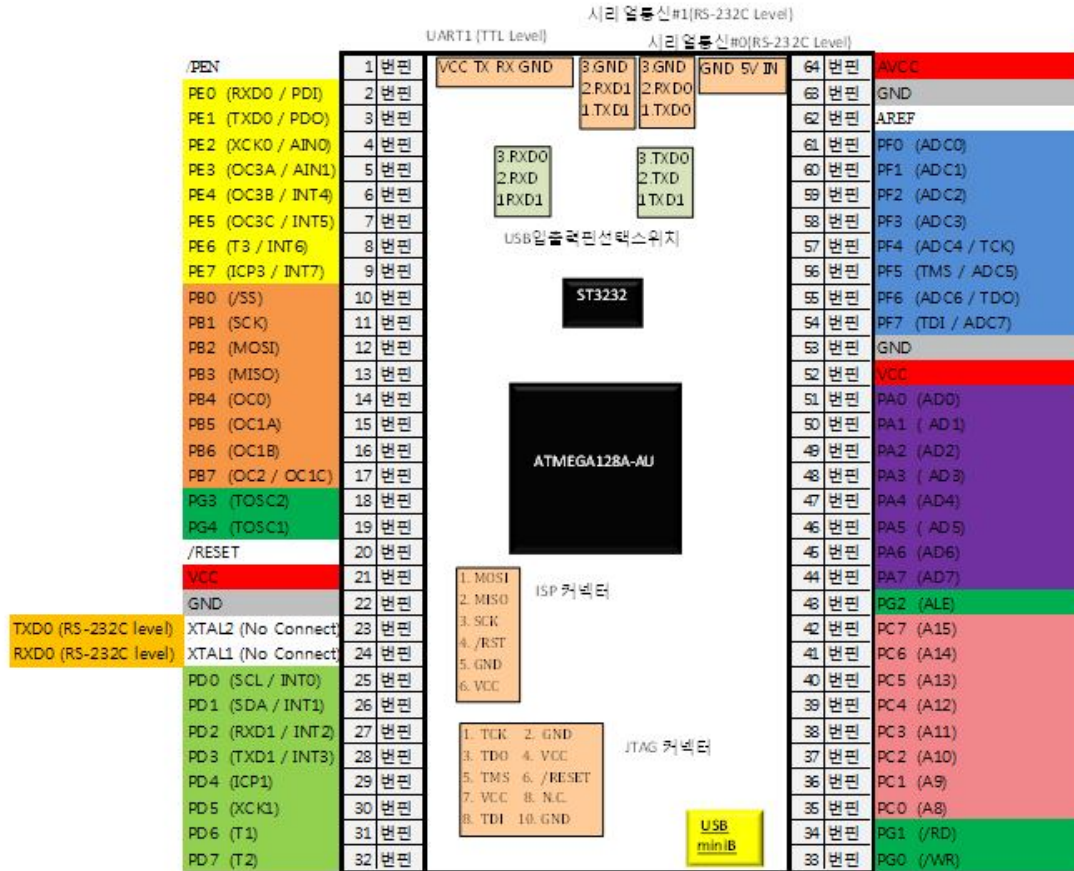 시리얼통신#1(RS-232C Level)
UART1 (TTL Level)
시리얼통신#0(RS-232C Level)
/PEN 1 번핀 VCC TX RX GND 3.GND 3.GND GND 5V IN 64 번핀 AVCC
PE0 (RXD0 / PDI) 2 번핀 2.RXD1 2.RXD0 63 번핀 GND
PE1 (TXD0 / PDO) 3 번핀 1.TXD1 1.TXD0 62 번핀 AREF
PE2 (XCK0 / AIN0) 4 번핀 61 번핀 PF0 (ADC0)
PE3 (OC3A / AIN1) 5 번핀 3.RXD0 3.TXD0 60 번핀 PF1 (ADC1)
PE4 (OC3B / INT4) 6 번핀 2.RXD 2.TXD 59 번핀 PF2 (ADC2)
PE5 (OC3C / INT5) 7 번핀 1RXD1 1TXD1 58 번핀 PF3 (ADC3)
PE6 (T3 / INT6) 8 번핀 USB입출력핀선택스위치 57 번핀 PF4 (ADC4 / TCK)
PE7 (ICP3 / INT7) 9 번핀 56 번핀 PF5 (TMS / ADC5)
PB0 (/SS) 10 번핀 ST3232 55 번핀 PF6 (ADC6 / TDO)
PB1 (SCK) 11 번핀 54 번핀 PF7 (TDI / ADC7)
PB2 (MOSI) 12 번핀 53 번핀 GND
PB3 (MISO) 13 번핀 52 번핀 VCC
PB4 (OC0) 14 번핀 51 번핀 PA0 (AD0)
PB5 (OC1A) 15 번핀 50 번핀 PA1 ( AD1)
PB6 (OC1B) 16 번핀 ATMEGA128A-AU 49 번핀 PA2 (AD2)
PB7 (OC2 / OC1C) 17 번핀 48 번핀 PA3 ( AD3)
PG3 (TOSC2) 18 번핀 47 번핀 PA4 (AD4)
PG4 (TOSC1) 19 번핀 46 번핀 PA5 ( AD5)
/RESET 20 번핀 45 번핀 PA6 (AD6)
VCC 21 번핀 1. MOSI ISP 커넥터 44 번핀 PA7 (AD7)
GND 22 번핀 2. MISO 43 번핀 PG2 (ALE)
TXD0 (RS-232C level) XTAL2 (No Connect) 23 번핀 3. SCK 42 번핀 PC7 (A15)
RXD0 (RS-232C level) XTAL1 (No Connect) 24 번핀 4. /RST 41 번핀 PC6 (A14)
5. GND
PD0 (SCL / INT0) 25 번핀 6. VCC 40 번핀 PC5 (A13)
PD1 (SDA / INT1) 26 번핀 39 번핀 PC4 (A12)
PD2 (RXD1 / INT2) 27 번핀 1. TCK 2. GND JTAG 커넥터 38 번핀 PC3 (A11)
PD3 (TXD1 / INT3) 28 번핀 3. TDO 4. VCC 37 번핀 PC2 (A10)
PD4 (ICP1) 29 번핀 5. TMS 6. /RESET 36 번핀 PC1 (A9)
PD5 (XCK1) 30 번핀 7. VCC 8. N.C. 35 번핀 PC0 (A8)
PD6 (T1) 31 번핀 8. TDI 10. GND USB 34 번핀 PG1 (/RD)
PD7 (T2) 32 번핀 miniB 33 번핀 PG0 (/WR)